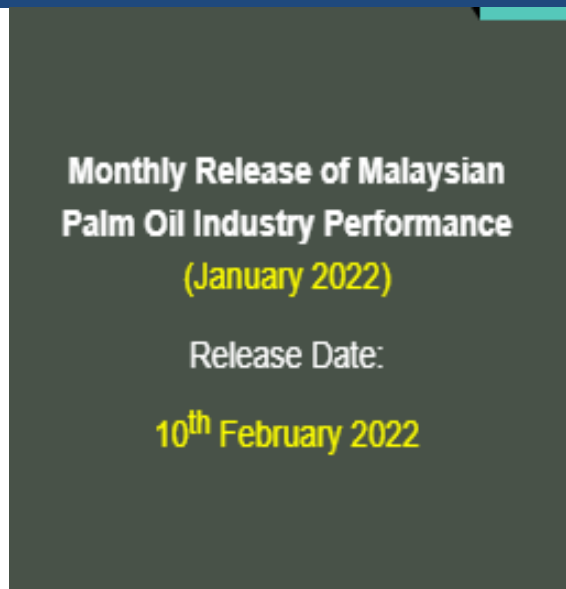 Monthly Release of Malaysian
Palm Oil Industry Performance
(January 2022)
Release Date:
10th February 2022